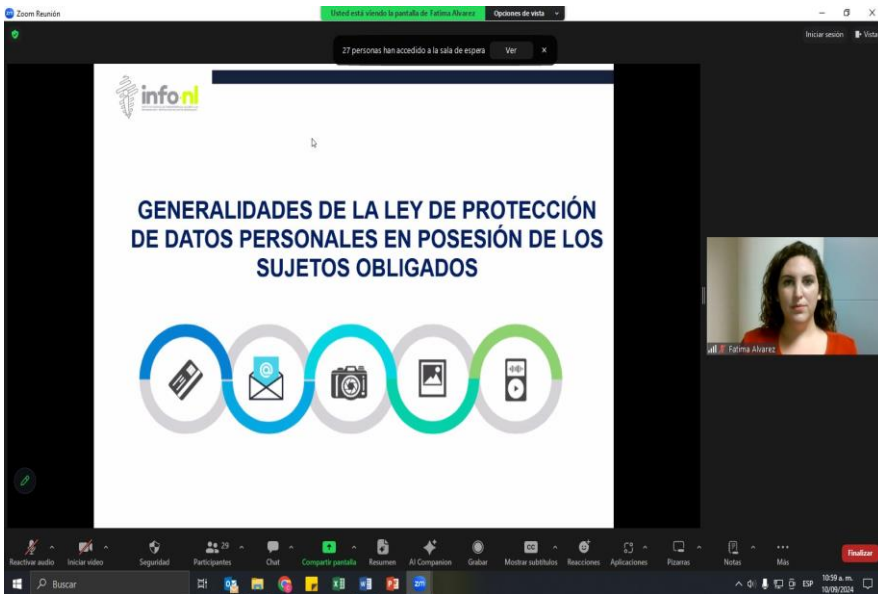 Zoom Reunión
Usted está viendo la pantalla de Fatima Alvarez
Opciones de vista
27 personas han accedido a la sala de espera
Ver
Iniciar sesión
Vista
info nl
GENERALIDADES DE LA LEY DE PROTECCIÓN
DE DATOS PERSONALES EN POSESIÓN DE LOS
SUJETOS OBLIGADOS
@
Fatima Alvarez
29
CC
Reactivar audio
Iniciar video
Seguridad
Participantes
Chat
Compartir pantalla
Resumen
AI Companion
Grabar
Mostrar subtítulos
Reacciones
Aplicaciones
Pizarras
Notas
Más
Finalizar
Buscar
zm
ESP
10:59 a. m.
10/09/2024